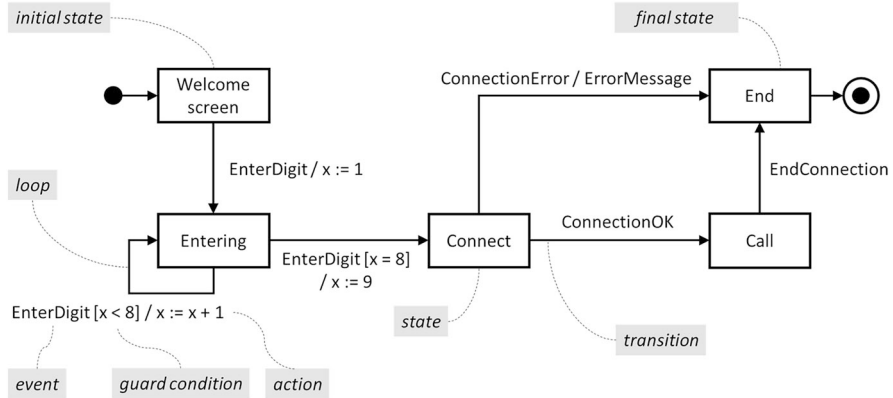 initial state
final state
Welcome
screen
ConnectionError / ErrorMessage
End
EnterDigit / x := 1
EndConnection
loop
Entering
EnterDigit [x = 8]
/ x := 9
Connect
ConnectionOK
Call
EnterDigit [x < 8] / x := x + 1
state
transition
event
guard condition
action